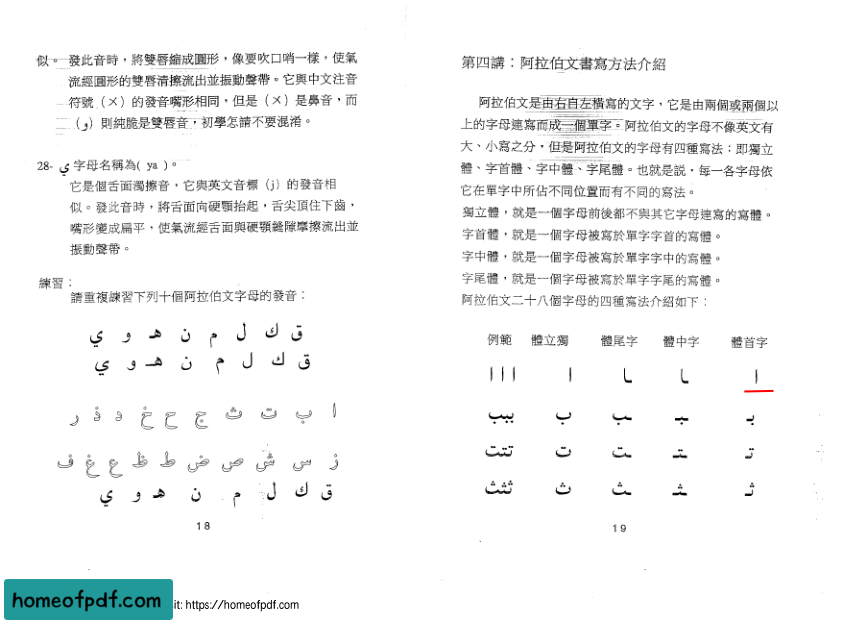 似。發此音時，將雙唇縮成圓形，像要吹口哨一樣，使氣
流經圓形的雙唇清擦流出並振動聲帶。它與中文注音
符號（ㄨ）的發音嘴形相同，但是（ㄨ）是鼻音，而
（و）則純脆是雙唇音，初學怎請不要混淆。
28- ي 字母名稱為( ya )。
它是個舌面濁擦音，它與英文音標（j）的發音相
似。發此音時，將舌面向硬顎抬起，舌尖頂住下齒，
嘴形變成扁平，使氣流經舌面與硬顎縫隙摩擦流出並
振動聲帶。
練習：
請重複練習下列十個阿拉伯文字母的發音：
ق ك ل م ن هـ و ي
ق ك ل م ن هـ و ي
ا ب ت ث ج ح خ د ذ ر
ز س ش ص ض ط ظ ع غ ف
ق ك ل م ن هـ و ي
18
第四講：阿拉伯文書寫方法介紹
阿拉伯文是由右自左橫寫的文字，它是由兩個或兩個以
上的字母連寫而成一個單字。阿拉伯文的字母不像英文有
大、小寫之分，但是阿拉伯文的字母有四種寫法：即獨立
體、字首體、字中體、字尾體。也就是説，每一各字母依
它在單字中所佔不同位置而有不同的寫法。
獨立體，就是一個字母前後都不與其它字母連寫的寫體。
字首體，就是一個字母被寫於單字字首的寫體。
字中體，就是一個字母被寫於單字字中的寫體。
字尾體，就是一個字母被寫於單字字尾的寫體。
阿拉伯文二十八個字母的四種寫法介紹如下：
例範 體立獨 體尾字 體中字 體首字
ا ـا ـا ا ااا
بـ ـبـ ـب ب ببب
تـ ـتـ ـت ت تتت
ثـ ـثـ ـث ث ثثث
19
homeofpdf.com
it: https://homeofpdf.com